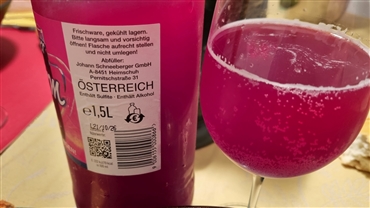 Frischware, gekühlt lagern.
Bitte langsam und vorsichtig
öffnen! Flasche aufrecht stellen
und nicht umlegen!
Abfüller:
Johann Schneeberger GmbH
A-8451 Heimschuh
Pernitschstraße 31
ÖSTERREICH
Enthält Sulfite · Enthält Alkohol
e 1,5L